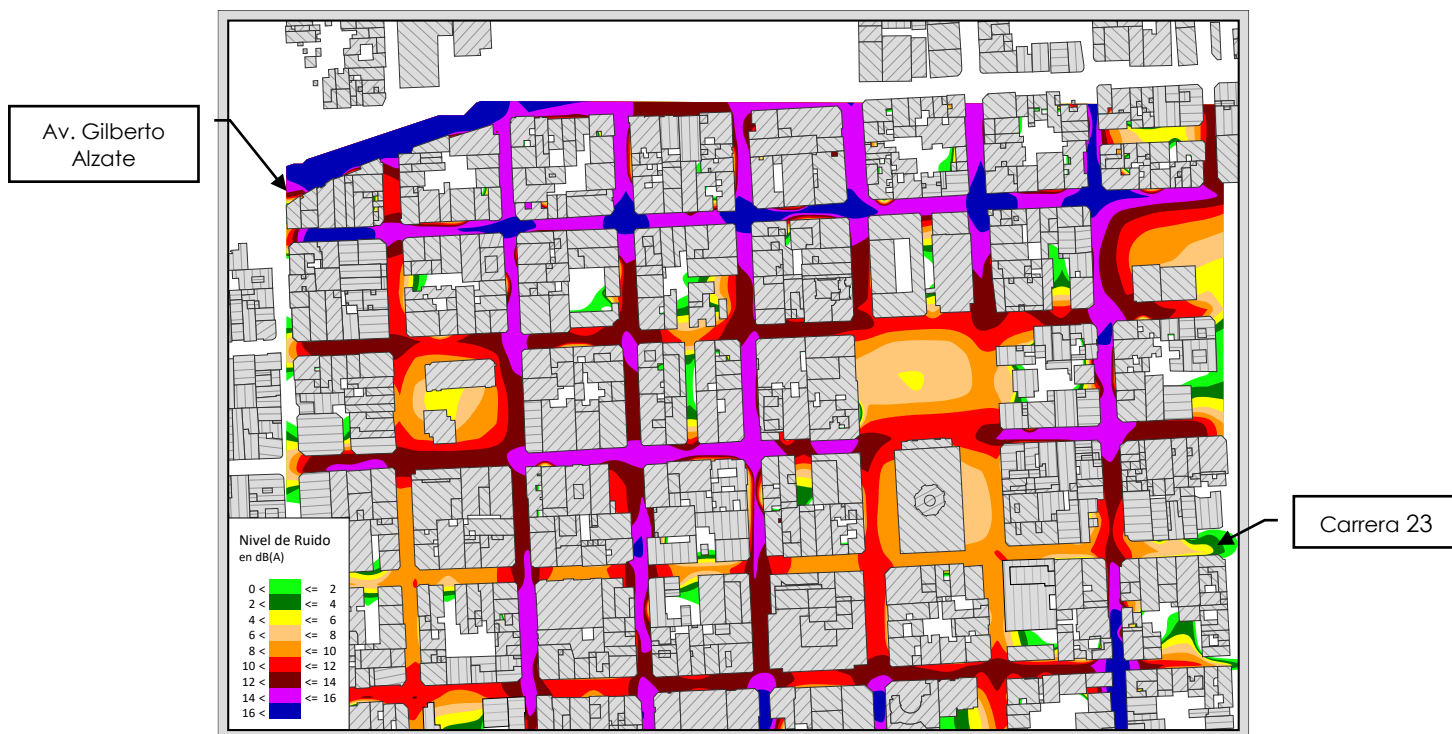 Av. Gilberto
Alzate
Carrera 23
Nivel de Ruido
en dB(A)
0 < <= 2
2 < <= 4
4 < <= 6
6 < <= 8
8 < <= 10
10 < <= 12
12 < <= 14
14 < <= 16
16 <